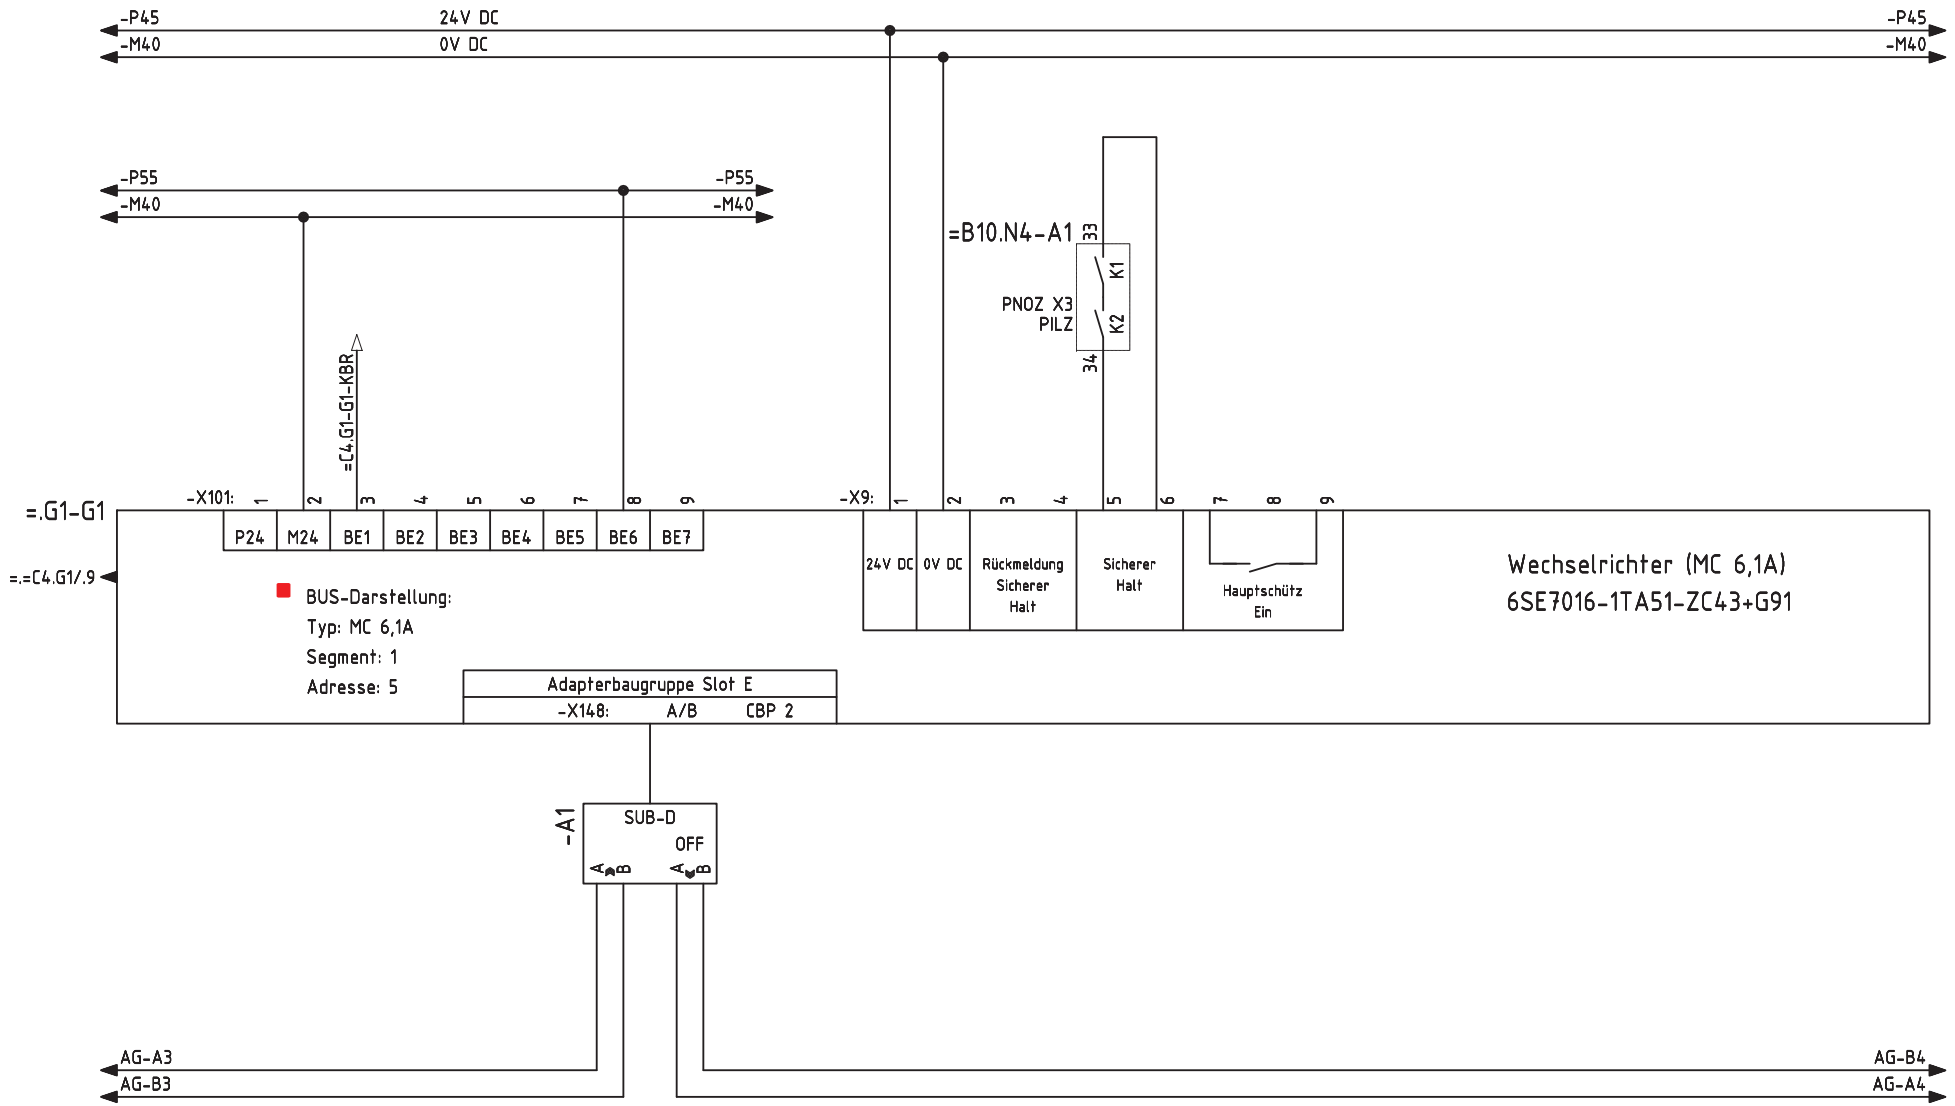 -P45 24V DC -P45
-M40 0V DC -M40
-P55 -P55
-M40 -M40
=B10.N4-A1
33
K1
PNOZ X3
PILZ
K2
34
=C4.G1-G1-KBR
=.G1-G1
-X101: 1 2 3 4 5 6 7 8 9
-X9: 1 2 3 4 5 6 7 8 9
P24 M24 BE1 BE2 BE3 BE4 BE5 BE6 BE7
24V DC 0V DC
Rückmeldung
Sicherer
Halt
Sicherer
Halt
Hauptschütz
Ein
Wechselrichter (MC 6,1A)
6SE7016-1TA51-ZC43+G91
=.=C4.G1/.9
BUS-Darstellung:
Typ: MC 6,1A
Segment: 1
Adresse: 5
Adapterbaugruppe Slot E
-X148: A/B CBP 2
-A1
SUB-D
OFF
A B A B
AG-A3 AG-B4
AG-B3 AG-A4